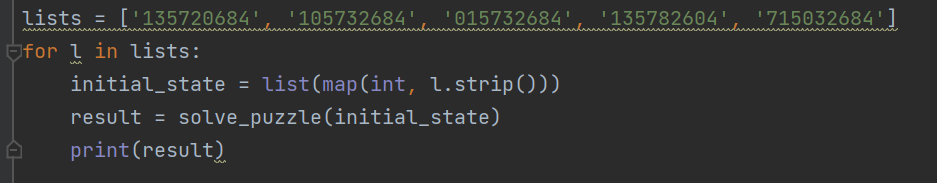 lists = ['135720684', '105732684', '015732684', '135782604', '715032684']
for l in lists:
    initial_state = list(map(int, l.strip()))
    result = solve_puzzle(initial_state)
    print(result)